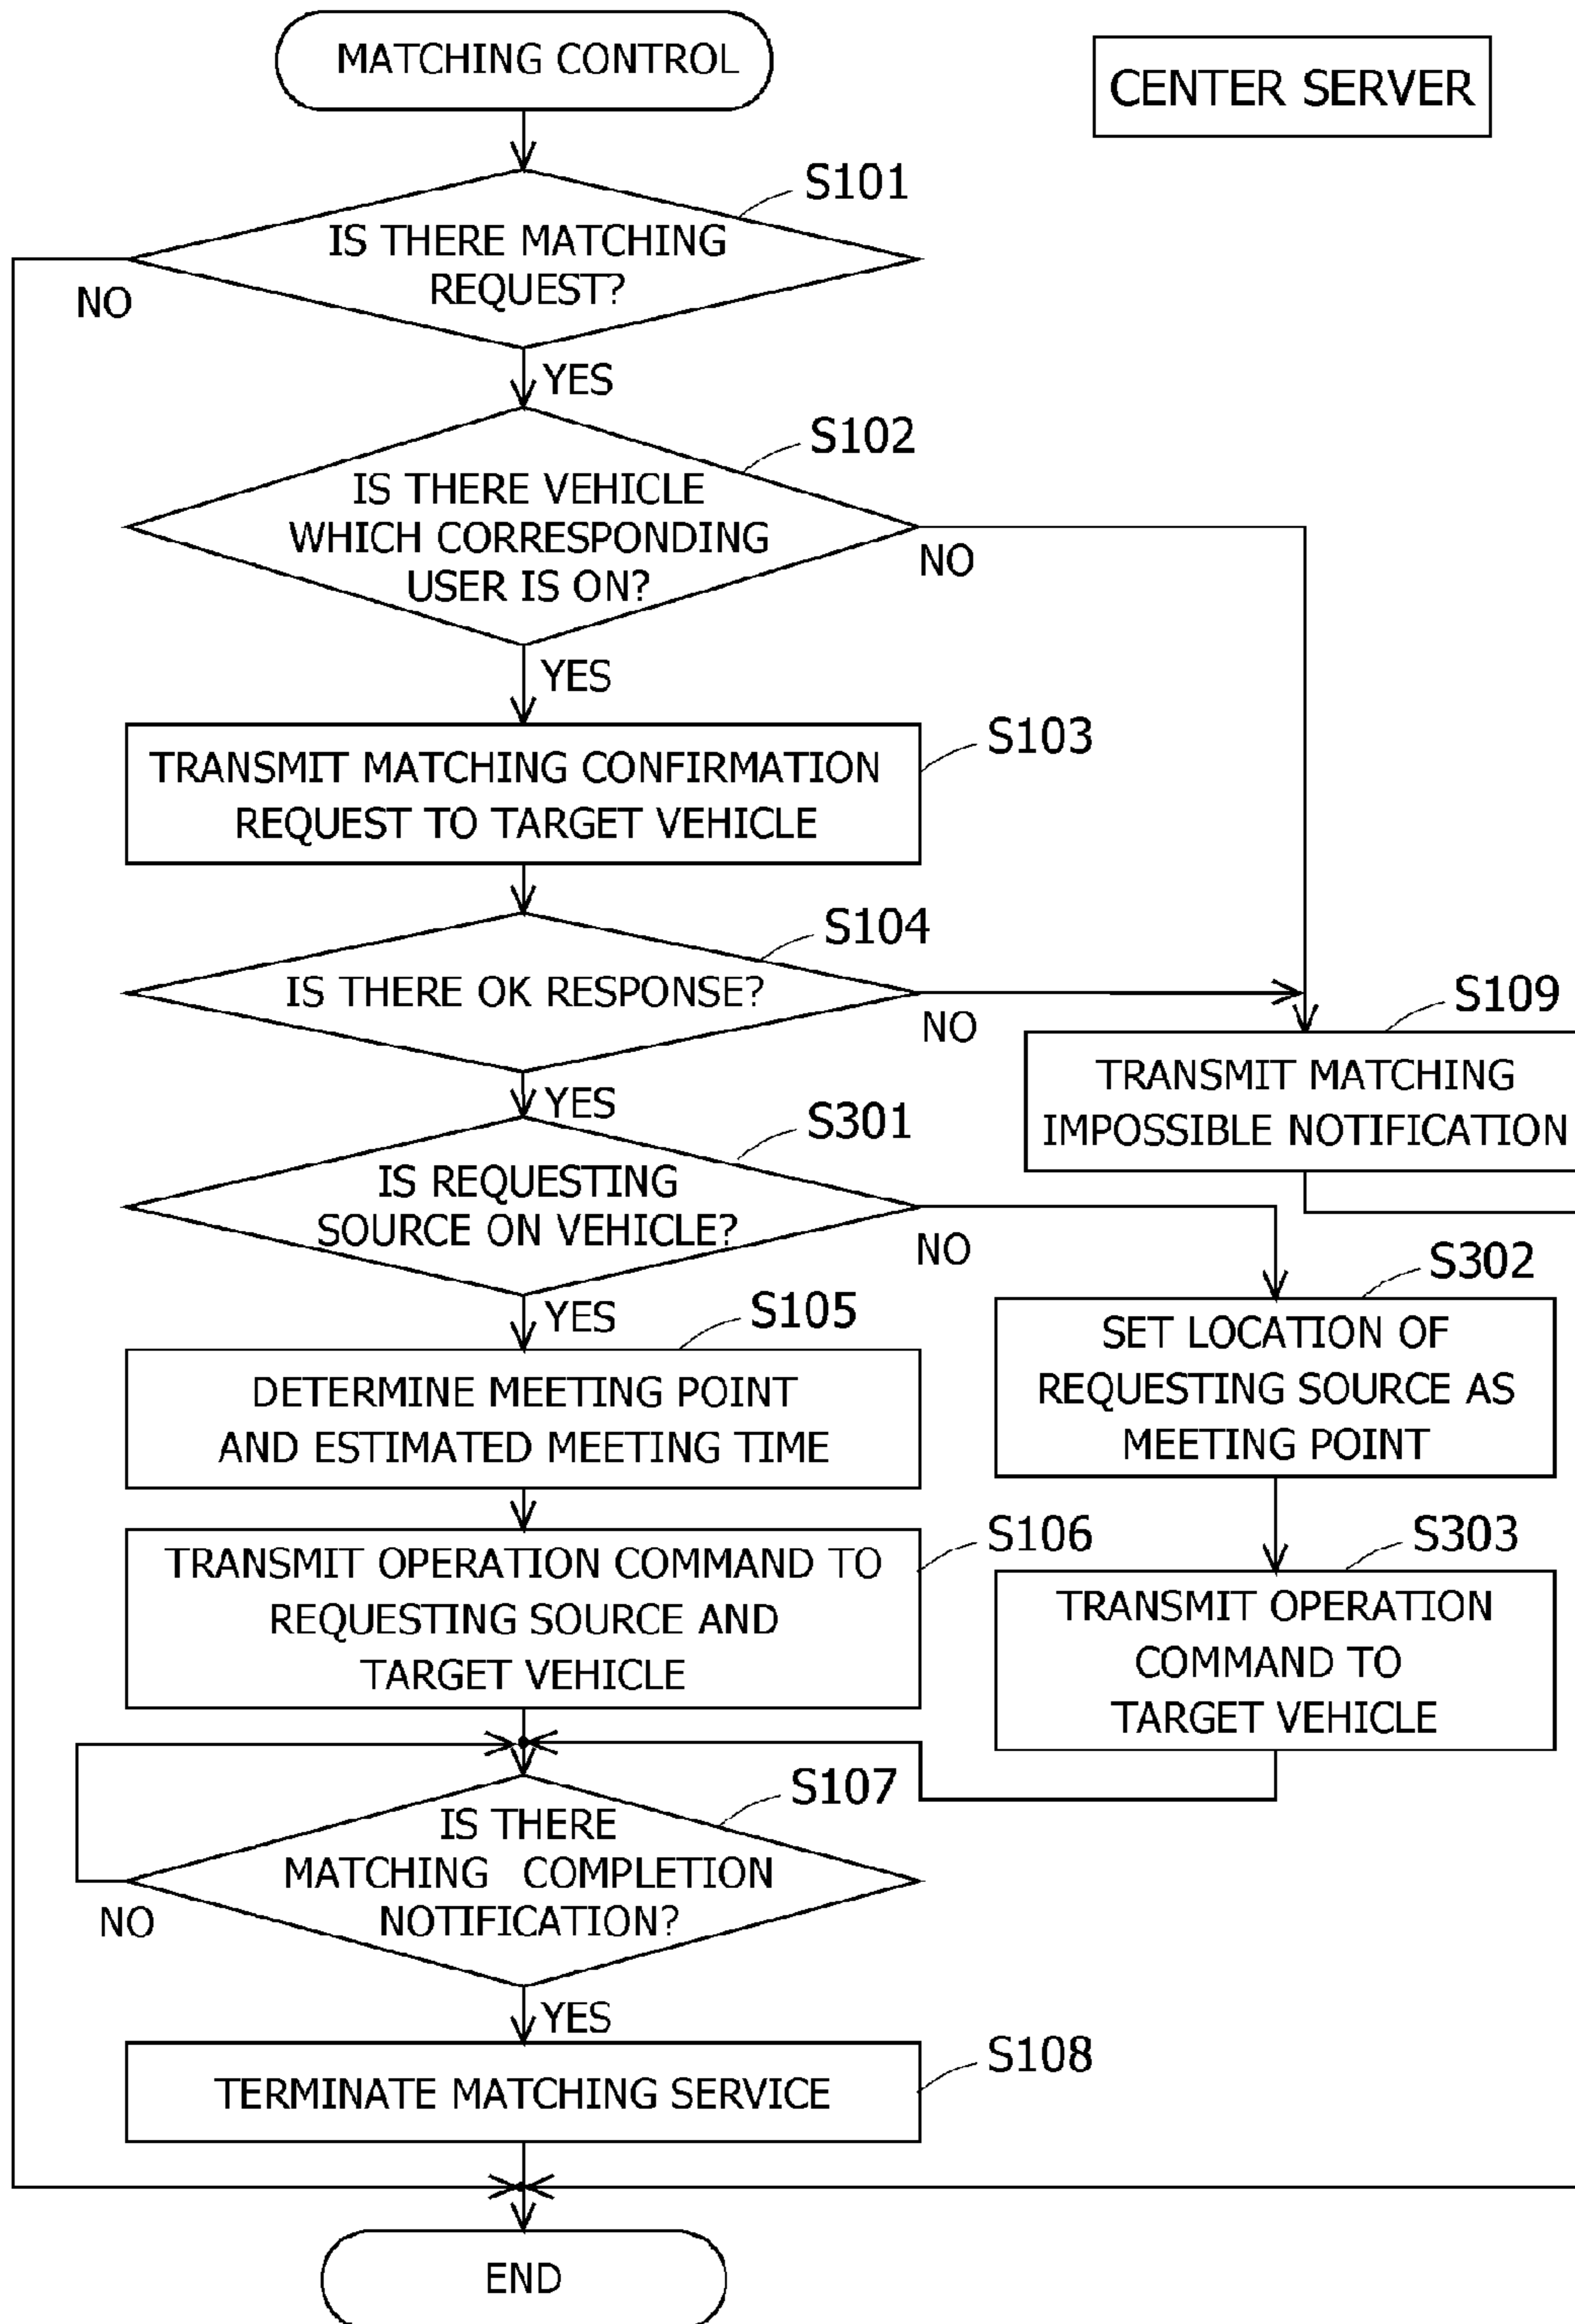 MATCHING CONTROL
CENTER SERVER
S101
IS THERE MATCHING
REQUEST?
NO
YES
S102
IS THERE VEHICLE
WHICH CORRESPONDING
USER IS ON?
NO
YES
S103
TRANSMIT MATCHING CONFIRMATION
REQUEST TO TARGET VEHICLE
S104
IS THERE OK RESPONSE?
NO
YES
S109
TRANSMIT MATCHING
IMPOSSIBLE NOTIFICATION
S301
IS REQUESTING
SOURCE ON VEHICLE?
NO
YES
S302
SET LOCATION OF
REQUESTING SOURCE AS
MEETING POINT
S105
DETERMINE MEETING POINT
AND ESTIMATED MEETING TIME
S106
TRANSMIT OPERATION COMMAND TO
REQUESTING SOURCE AND
TARGET VEHICLE
S303
TRANSMIT OPERATION
COMMAND TO
TARGET VEHICLE
S107
IS THERE
MATCHING COMPLETION
NOTIFICATION?
NO
YES
S108
TERMINATE MATCHING SERVICE
END